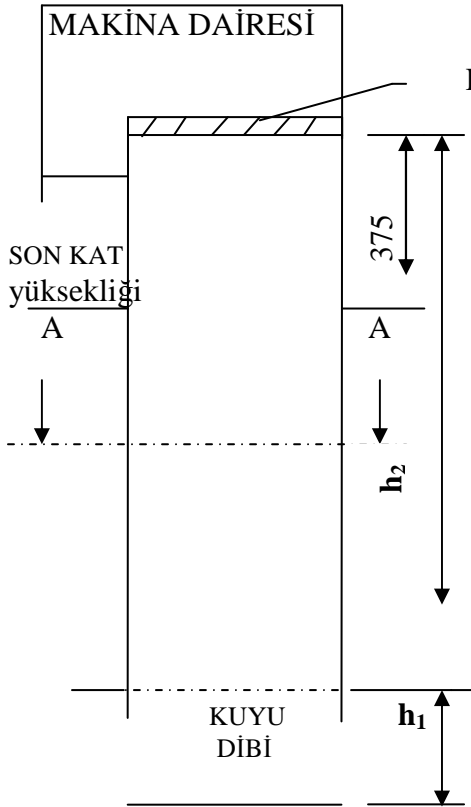 MAKİNA DAİRESİ
375
SON KAT
yüksekliği
A
A
h₂
KUYU
DİBİ
h₁